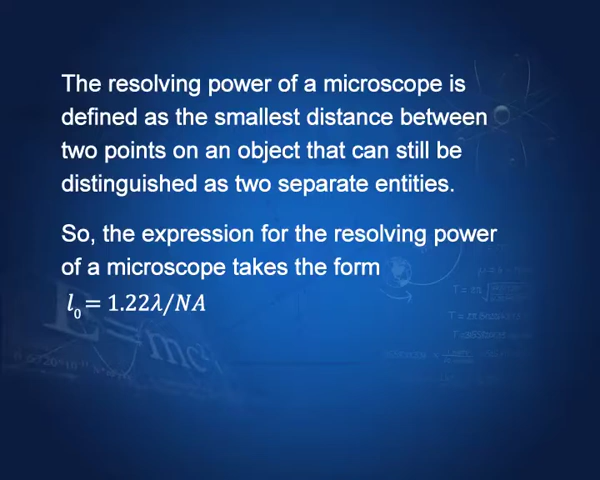 The resolving power of a microscope is
defined as the smallest distance between
two points on an object that can still be
distinguished as two separate entities.
So, the expression for the resolving power
of a microscope takes the form
l₀ = 1.22λ/NA
E=mc